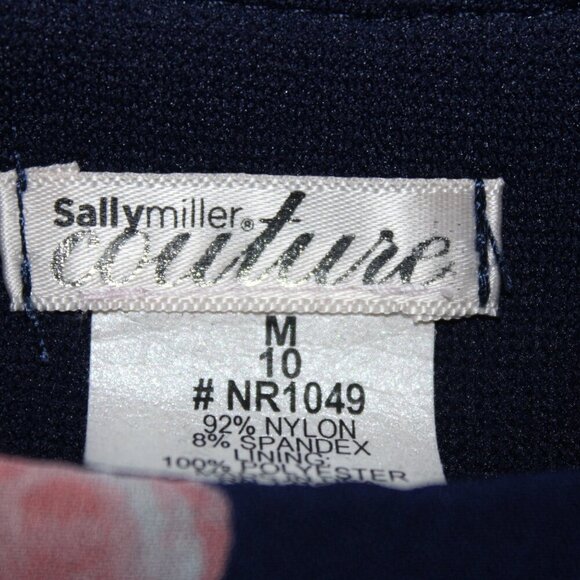 Sallymiller®
couture
M
10
# NR1049
92% NYLON
8% SPANDEX
LINING:
100% POLYESTER